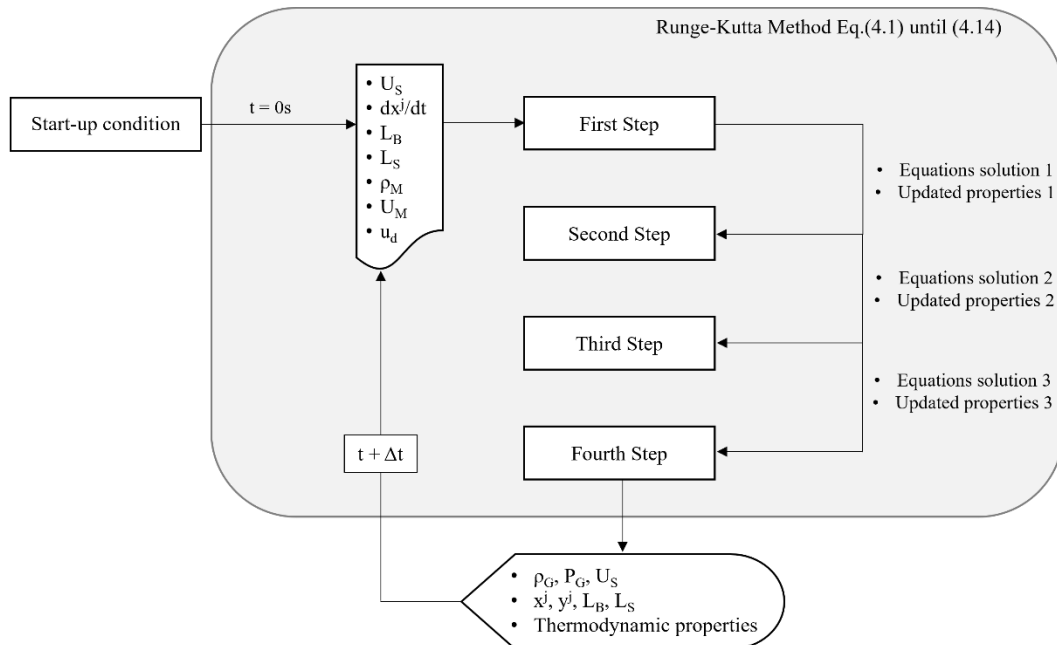 Runge-Kutta Method Eq.(4.1) until (4.14)
Start-up condition
t = 0s
• U_S
• dx^j/dt
• L_B
• L_S
• ρ_M
• U_M
• u_d
First Step
• Equations solution 1
• Updated properties 1
Second Step
• Equations solution 2
• Updated properties 2
Third Step
• Equations solution 3
• Updated properties 3
Fourth Step
t + Δt
• ρ_G, P_G, U_S
• x^j, y^j, L_B, L_S
• Thermodynamic properties